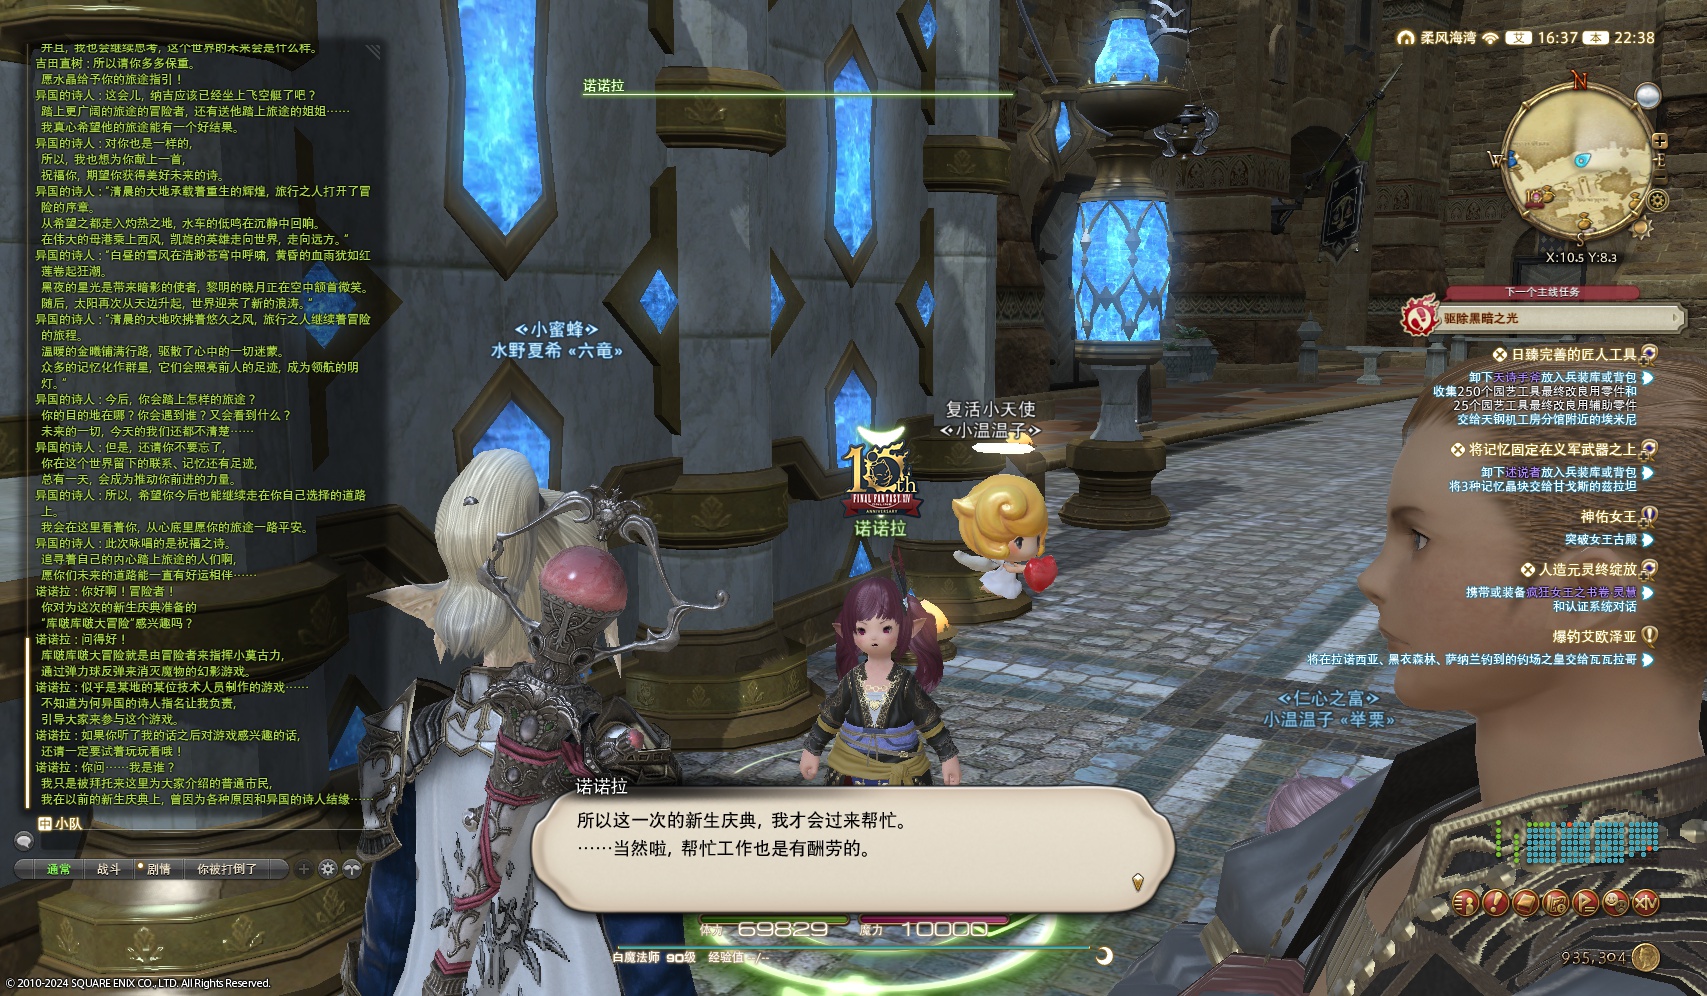 并且，我也会继续思考，这个世界的未来会是什么样。
吉田直树：所以请你多多保重。
愿水晶给予你的旅途指引！
异国的诗人：这会儿，纳吉应该已经坐上飞空艇了吧？
踏上更广阔的旅途的冒险者，还有送他踏上旅途的姐姐……
我真心希望他的旅途能有一个好结果。
异国的诗人：对你也是一样的，
所以，我也想为你献上一首，
祝福你，期望你获得美好未来的诗。
异国的诗人：“清晨的大地承载着重生的辉煌，旅行之人打开了冒
险的序章。
从希望之都走入灼热之地，水车的低鸣在沉静中回响。
在伟大的母港乘上西风，凯旋的英雄走向世界，走向远方。”
异国的诗人：“白昼的雪风在浩渺苍穹中呼啸，黄昏的血雨犹如红
莲卷起狂潮。
黑夜的星光是带来暗影的使者，黎明的晓月正在空中颔首微笑。
随后，太阳再次从天边升起，世界迎来了新的浪涛。”
异国的诗人：“清晨的大地吹拂着悠久之风，旅行之人继续着冒险
的旅程。
温暖的金曦铺满行路，驱散了心中的一切迷蒙。
众多的记忆化作群星，它们会照亮前人的足迹，成为领航的明
灯。”
异国的诗人：今后，你会踏上怎样的旅途？
你的目的地在哪？你会遇到谁？又会看到什么？
未来的一切，今天的我们还都不清楚……
异国的诗人：但是，还请你不要忘了，
你在这个世界留下的联系、记忆还有足迹，
总有一天，会成为推动你前进的力量。
异国的诗人：所以，希望你今后也能继续走在你自己选择的道路
上。
我会在这里看着你，从心底里愿你的旅途一路平安。
异国的诗人：此次咏唱的是祝福之诗。
追寻着自己的内心踏上旅途的人们啊，
愿你们未来的道路能一直有好运相伴……
诺诺拉：你好啊！冒险者！
你对为这次的新生庆典准备的
“库啵库啵大冒险”感兴趣吗？
诺诺拉：问得好！
库啵库啵大冒险就是由冒险者来指挥小莫古力，
通过弹力球反弹来消灭魔物的幻影游戏。
诺诺拉：似乎是某地的某位技术人员制作的游戏……
不知道为何异国的诗人指名让我负责，
引导大家来参与这个游戏。
诺诺拉：如果你听了我的话之后对游戏感兴趣的话，
还请一定要试着玩玩看哦！
诺诺拉：你问……我是谁？
我只是被拜托来这里为大家介绍的普通市民，
我在以前的新生庆典上，曾因为各种原因和异国的诗人结缘……
小队
通常 战斗 剧情 你被打倒了
© 2010-2024 SQUARE ENIX CO., LTD. All Rights Reserved.
诺诺拉
«小蜜蜂»
水野夏希 «六竜»
复活小天使
«小温温子»
10th
FINAL FANTASY XIV
ANNIVERSARY
诺诺拉
«仁心之富»
小温温子 «举栗»
诺诺拉
所以这一次的新生庆典，我才会过来帮忙。
……当然啦，帮忙工作也是有酬劳的。
体力 69829 魔力 10000
白魔法师 90级 经验值 -/--
柔风海湾 艾 16:37 本 22:38
N
W
E
S
X:10.5 Y:8.3
下一个主线任务
驱除黑暗之光
日臻完善的匠人工具
卸下天诗手斧放入兵装库或背包
收集250个园艺工具最终改良用零件和
25个园艺工具最终改良用辅助零件
交给天钢机工房分馆附近的埃米尼
将记忆固定在义军武器之上
卸下述说者放入兵装库或背包
将3种记忆晶块交给甘戈斯的兹拉坦
神佑女王
突破女王古殿
人造元灵终绽放
携带或装备疯狂女王之书卷·灵慧
和认证系统对话
爆钓艾欧泽亚
将在拉诺西亚、黑衣森林、萨纳兰钓到的钓场之皇交给瓦瓦拉哥
XIV
935,304